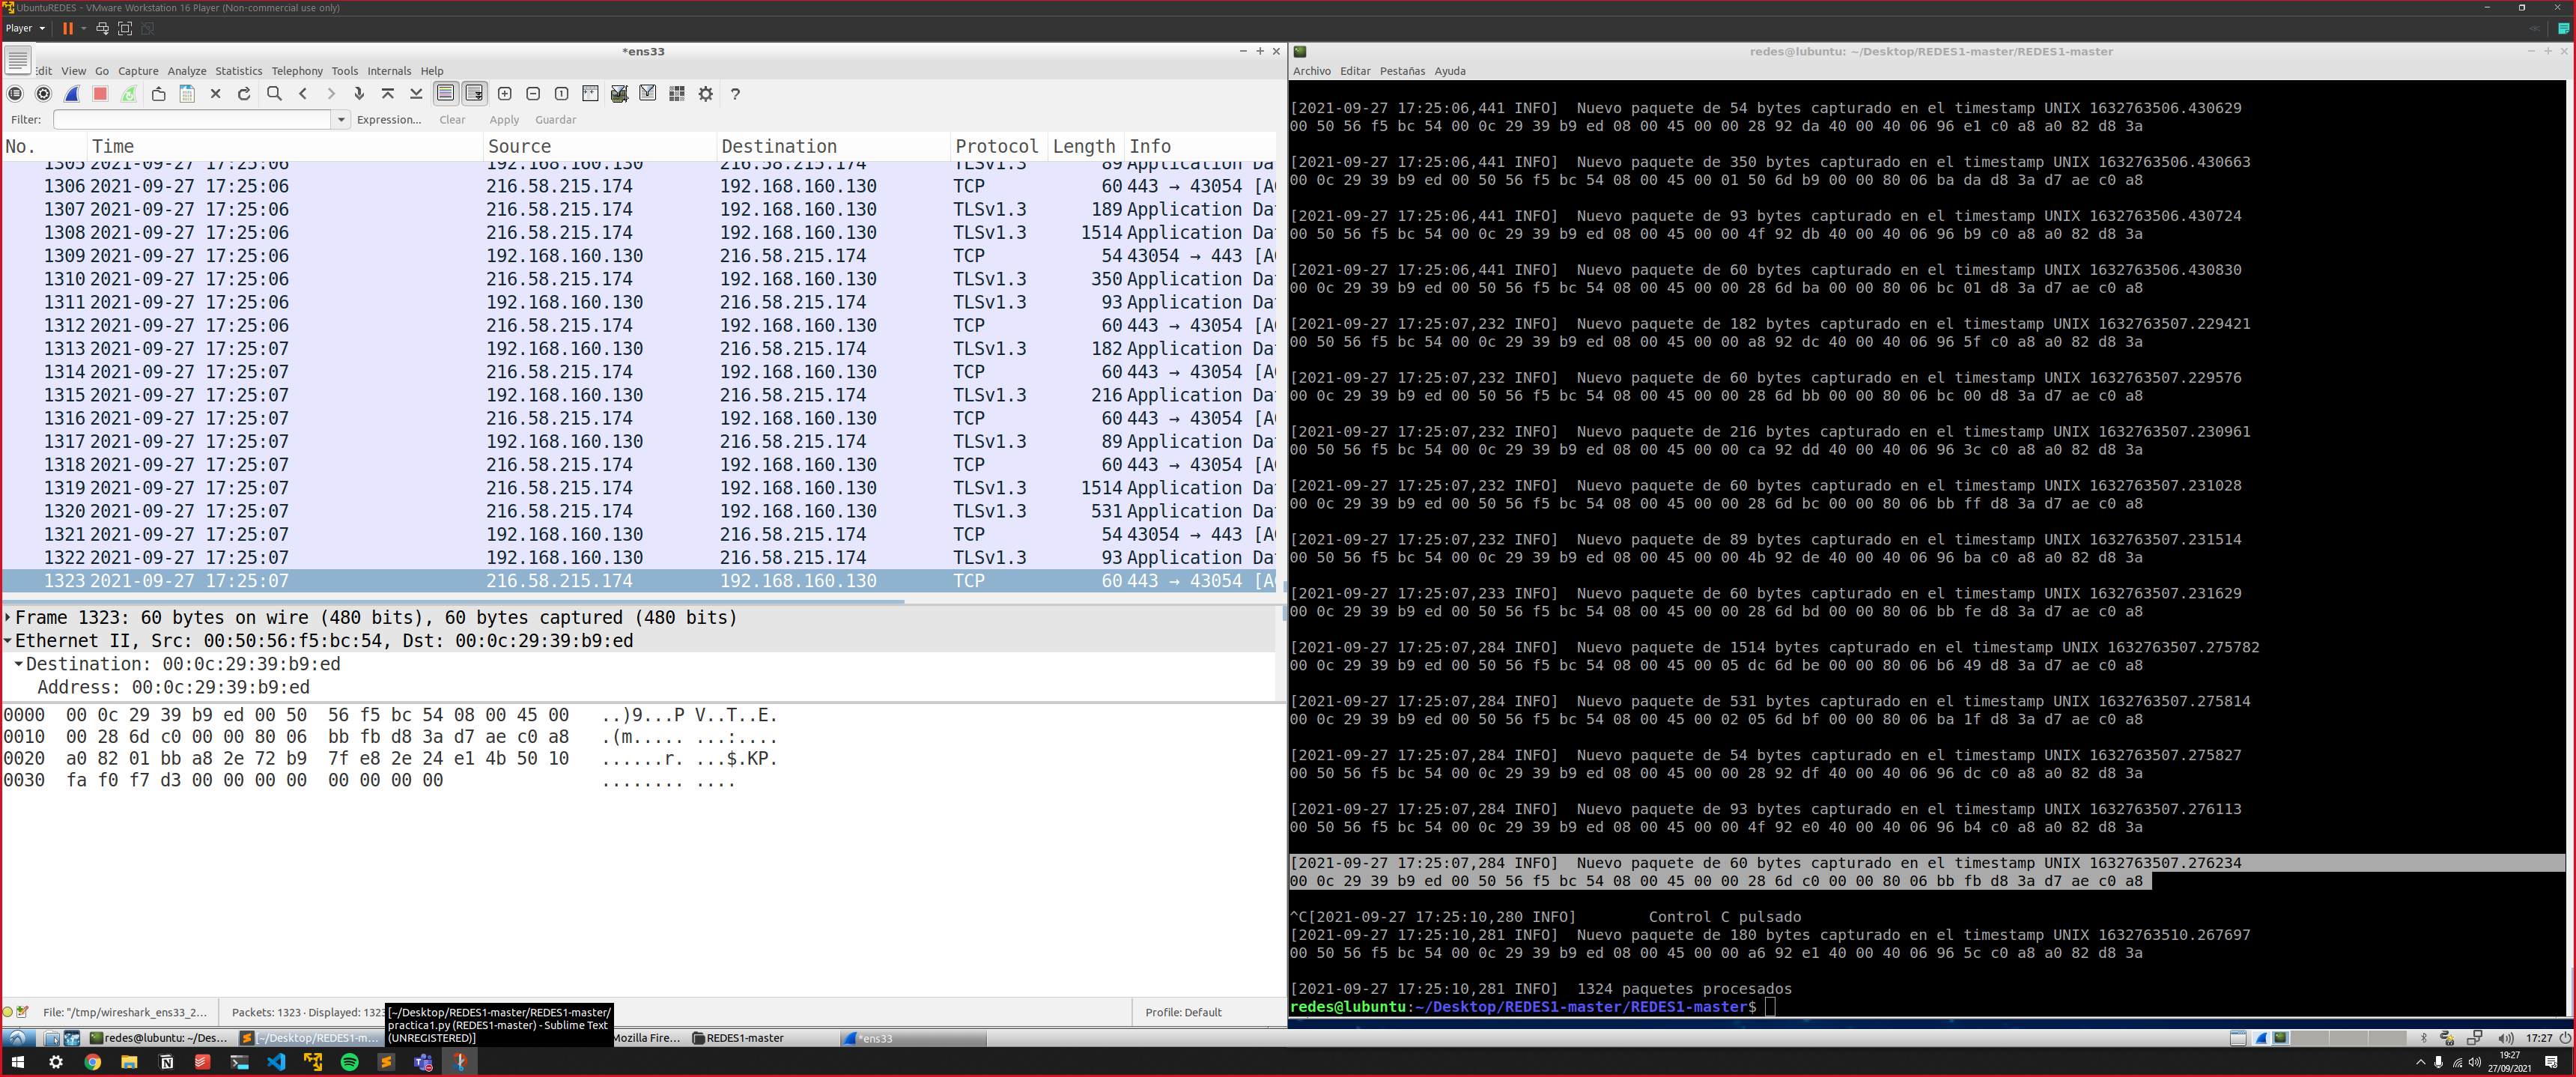 UbuntuREDES - VMware Workstation 16 Player (Non-commercial use only)
Player
*ens33
Edit View Go Capture Analyze Statistics Telephony Tools Internals Help
Filter: Expression... Clear Apply Guardar
No. Time Source Destination Protocol Length Info
1305 2021-09-27 17:25:06 192.168.160.130 216.58.215.174 TLSv1.3 89 Application Da
1306 2021-09-27 17:25:06 216.58.215.174 192.168.160.130 TCP 60 443 → 43054 [A
1307 2021-09-27 17:25:06 216.58.215.174 192.168.160.130 TLSv1.3 189 Application Da
1308 2021-09-27 17:25:06 216.58.215.174 192.168.160.130 TLSv1.3 1514 Application Da
1309 2021-09-27 17:25:06 192.168.160.130 216.58.215.174 TCP 54 43054 → 443 [A
1310 2021-09-27 17:25:06 216.58.215.174 192.168.160.130 TLSv1.3 350 Application Da
1311 2021-09-27 17:25:06 192.168.160.130 216.58.215.174 TLSv1.3 93 Application Da
1312 2021-09-27 17:25:06 216.58.215.174 192.168.160.130 TCP 60 443 → 43054 [A
1313 2021-09-27 17:25:07 192.168.160.130 216.58.215.174 TLSv1.3 182 Application Da
1314 2021-09-27 17:25:07 216.58.215.174 192.168.160.130 TCP 60 443 → 43054 [A
1315 2021-09-27 17:25:07 192.168.160.130 216.58.215.174 TLSv1.3 216 Application Da
1316 2021-09-27 17:25:07 216.58.215.174 192.168.160.130 TCP 60 443 → 43054 [A
1317 2021-09-27 17:25:07 192.168.160.130 216.58.215.174 TLSv1.3 89 Application Da
1318 2021-09-27 17:25:07 216.58.215.174 192.168.160.130 TCP 60 443 → 43054 [A
1319 2021-09-27 17:25:07 216.58.215.174 192.168.160.130 TLSv1.3 1514 Application Da
1320 2021-09-27 17:25:07 216.58.215.174 192.168.160.130 TLSv1.3 531 Application Da
1321 2021-09-27 17:25:07 192.168.160.130 216.58.215.174 TCP 54 43054 → 443 [A
1322 2021-09-27 17:25:07 192.168.160.130 216.58.215.174 TLSv1.3 93 Application Da
1323 2021-09-27 17:25:07 216.58.215.174 192.168.160.130 TCP 60 443 → 43054 [A
Frame 1323: 60 bytes on wire (480 bits), 60 bytes captured (480 bits)
Ethernet II, Src: 00:50:56:f5:bc:54, Dst: 00:0c:29:39:b9:ed
Destination: 00:0c:29:39:b9:ed
Address: 00:0c:29:39:b9:ed
0000 00 0c 29 39 b9 ed 00 50 56 f5 bc 54 08 00 45 00 ..)9...P V..T..E.
0010 00 28 6d c0 00 00 80 06 bb fb d8 3a d7 ae c0 a8 .(m..... ...:....
0020 a0 82 01 bb a8 2e 72 b9 7f e8 2e 24 e1 4b 50 10 ......r. ...$.KP.
0030 fa f0 f7 d3 00 00 00 00 00 00 00 00 ........ ....
File: "/tmp/wireshark_ens33_2... Packets: 1323 · Displayed: 1323 Profile: Default
redes@lubuntu: ~/Desktop/REDES1-master/REDES1-master
Archivo Editar Pestañas Ayuda
[2021-09-27 17:25:06,441 INFO] Nuevo paquete de 54 bytes capturado en el timestamp UNIX 1632763506.430629
00 50 56 f5 bc 54 00 0c 29 39 b9 ed 08 00 45 00 00 28 92 da 40 00 40 06 96 e1 c0 a8 a0 82 d8 3a
[2021-09-27 17:25:06,441 INFO] Nuevo paquete de 350 bytes capturado en el timestamp UNIX 1632763506.430663
00 0c 29 39 b9 ed 00 50 56 f5 bc 54 08 00 45 00 01 50 6d b9 00 00 80 06 ba da d8 3a d7 ae c0 a8
[2021-09-27 17:25:06,441 INFO] Nuevo paquete de 93 bytes capturado en el timestamp UNIX 1632763506.430724
00 50 56 f5 bc 54 00 0c 29 39 b9 ed 08 00 45 00 00 4f 92 db 40 00 40 06 96 b9 c0 a8 a0 82 d8 3a
[2021-09-27 17:25:06,441 INFO] Nuevo paquete de 60 bytes capturado en el timestamp UNIX 1632763506.430830
00 0c 29 39 b9 ed 00 50 56 f5 bc 54 08 00 45 00 00 28 6d ba 00 00 80 06 bc 01 d8 3a d7 ae c0 a8
[2021-09-27 17:25:07,232 INFO] Nuevo paquete de 182 bytes capturado en el timestamp UNIX 1632763507.229421
00 50 56 f5 bc 54 00 0c 29 39 b9 ed 08 00 45 00 00 a8 92 dc 40 00 40 06 96 5f c0 a8 a0 82 d8 3a
[2021-09-27 17:25:07,232 INFO] Nuevo paquete de 60 bytes capturado en el timestamp UNIX 1632763507.229576
00 0c 29 39 b9 ed 00 50 56 f5 bc 54 08 00 45 00 00 28 6d bb 00 00 80 06 bc 00 d8 3a d7 ae c0 a8
[2021-09-27 17:25:07,232 INFO] Nuevo paquete de 216 bytes capturado en el timestamp UNIX 1632763507.230961
00 50 56 f5 bc 54 00 0c 29 39 b9 ed 08 00 45 00 00 ca 92 dd 40 00 40 06 96 3c c0 a8 a0 82 d8 3a
[2021-09-27 17:25:07,232 INFO] Nuevo paquete de 60 bytes capturado en el timestamp UNIX 1632763507.231028
00 0c 29 39 b9 ed 00 50 56 f5 bc 54 08 00 45 00 00 28 6d bc 00 00 80 06 bb ff d8 3a d7 ae c0 a8
[2021-09-27 17:25:07,232 INFO] Nuevo paquete de 89 bytes capturado en el timestamp UNIX 1632763507.231514
00 50 56 f5 bc 54 00 0c 29 39 b9 ed 08 00 45 00 00 4b 92 de 40 00 40 06 96 ba c0 a8 a0 82 d8 3a
[2021-09-27 17:25:07,233 INFO] Nuevo paquete de 60 bytes capturado en el timestamp UNIX 1632763507.231629
00 0c 29 39 b9 ed 00 50 56 f5 bc 54 08 00 45 00 00 28 6d bd 00 00 80 06 bb fe d8 3a d7 ae c0 a8
[2021-09-27 17:25:07,284 INFO] Nuevo paquete de 1514 bytes capturado en el timestamp UNIX 1632763507.275782
00 0c 29 39 b9 ed 00 50 56 f5 bc 54 08 00 45 00 05 dc 6d be 00 00 80 06 b6 49 d8 3a d7 ae c0 a8
[2021-09-27 17:25:07,284 INFO] Nuevo paquete de 531 bytes capturado en el timestamp UNIX 1632763507.275814
00 0c 29 39 b9 ed 00 50 56 f5 bc 54 08 00 45 00 02 05 6d bf 00 00 80 06 ba 1f d8 3a d7 ae c0 a8
[2021-09-27 17:25:07,284 INFO] Nuevo paquete de 54 bytes capturado en el timestamp UNIX 1632763507.275827
00 50 56 f5 bc 54 00 0c 29 39 b9 ed 08 00 45 00 00 28 92 df 40 00 40 06 96 dc c0 a8 a0 82 d8 3a
[2021-09-27 17:25:07,284 INFO] Nuevo paquete de 93 bytes capturado en el timestamp UNIX 1632763507.276113
00 50 56 f5 bc 54 00 0c 29 39 b9 ed 08 00 45 00 00 4f 92 e0 40 00 40 06 96 b4 c0 a8 a0 82 d8 3a
[2021-09-27 17:25:07,284 INFO] Nuevo paquete de 60 bytes capturado en el timestamp UNIX 1632763507.276234
00 0c 29 39 b9 ed 00 50 56 f5 bc 54 08 00 45 00 00 28 6d c0 00 00 80 06 bb fb d8 3a d7 ae c0 a8
^C[2021-09-27 17:25:10,280 INFO] Control C pulsado
[2021-09-27 17:25:10,281 INFO] Nuevo paquete de 180 bytes capturado en el timestamp UNIX 1632763510.267697
00 50 56 f5 bc 54 00 0c 29 39 b9 ed 08 00 45 00 00 a6 92 e1 40 00 40 06 96 5c c0 a8 a0 82 d8 3a
[2021-09-27 17:25:10,281 INFO] 1324 paquetes procesados
redes@lubuntu:~/Desktop/REDES1-master/REDES1-master$
[~/Desktop/REDES1-master/REDES1-master/
practica1.py (REDES1-master) - Sublime Text
(UNREGISTERED)]
redes@lubuntu: ~/Des... [~/Desktop/REDES1-m... Mozilla Fire... REDES1-master *ens33 17:27
19:27
27/09/2021